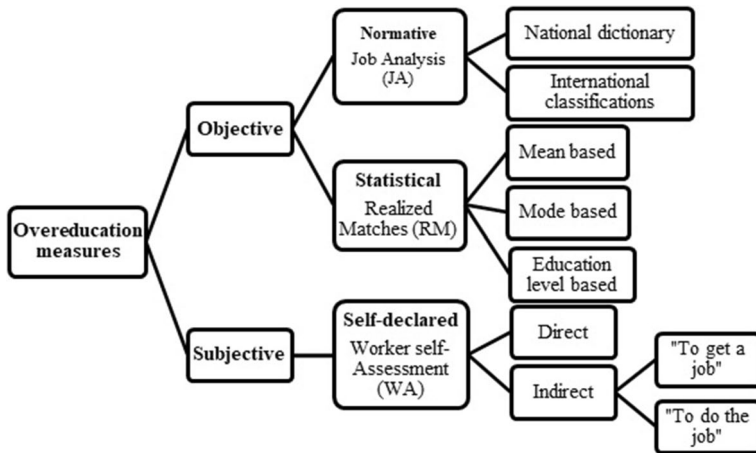 Overeducation
measures
Objective
Subjective
Normative
Job Analysis
(JA)
Statistical
Realized
Matches (RM)
Self-declared
Worker self-
Assessment
(WA)
National dictionary
International
classifications
Mean based
Mode based
Education
level based
Direct
Indirect
"To get a
job"
"To do the
job"